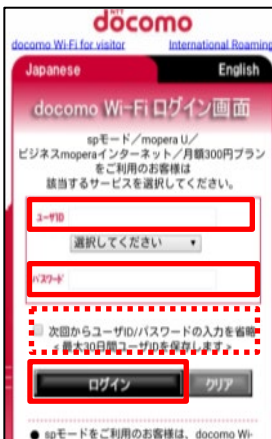 NTT
döcomo
docomo Wi-Fi for visitor International Roaming
Japanese English
docomo Wi-Fi ログイン画面
spモード／mopera U／
ビジネスmoperaインターネット／月額300円プラン
をご利用のお客様は
該当するサービスを選択してください。
ユーザID
選択してください ▼
パスワード
次回からユーザID/パスワードの入力を省略
< 最大30日間ユーザIDを保存します >
ログイン クリア
● spモードをご利用のお客様は、docomo Wi-